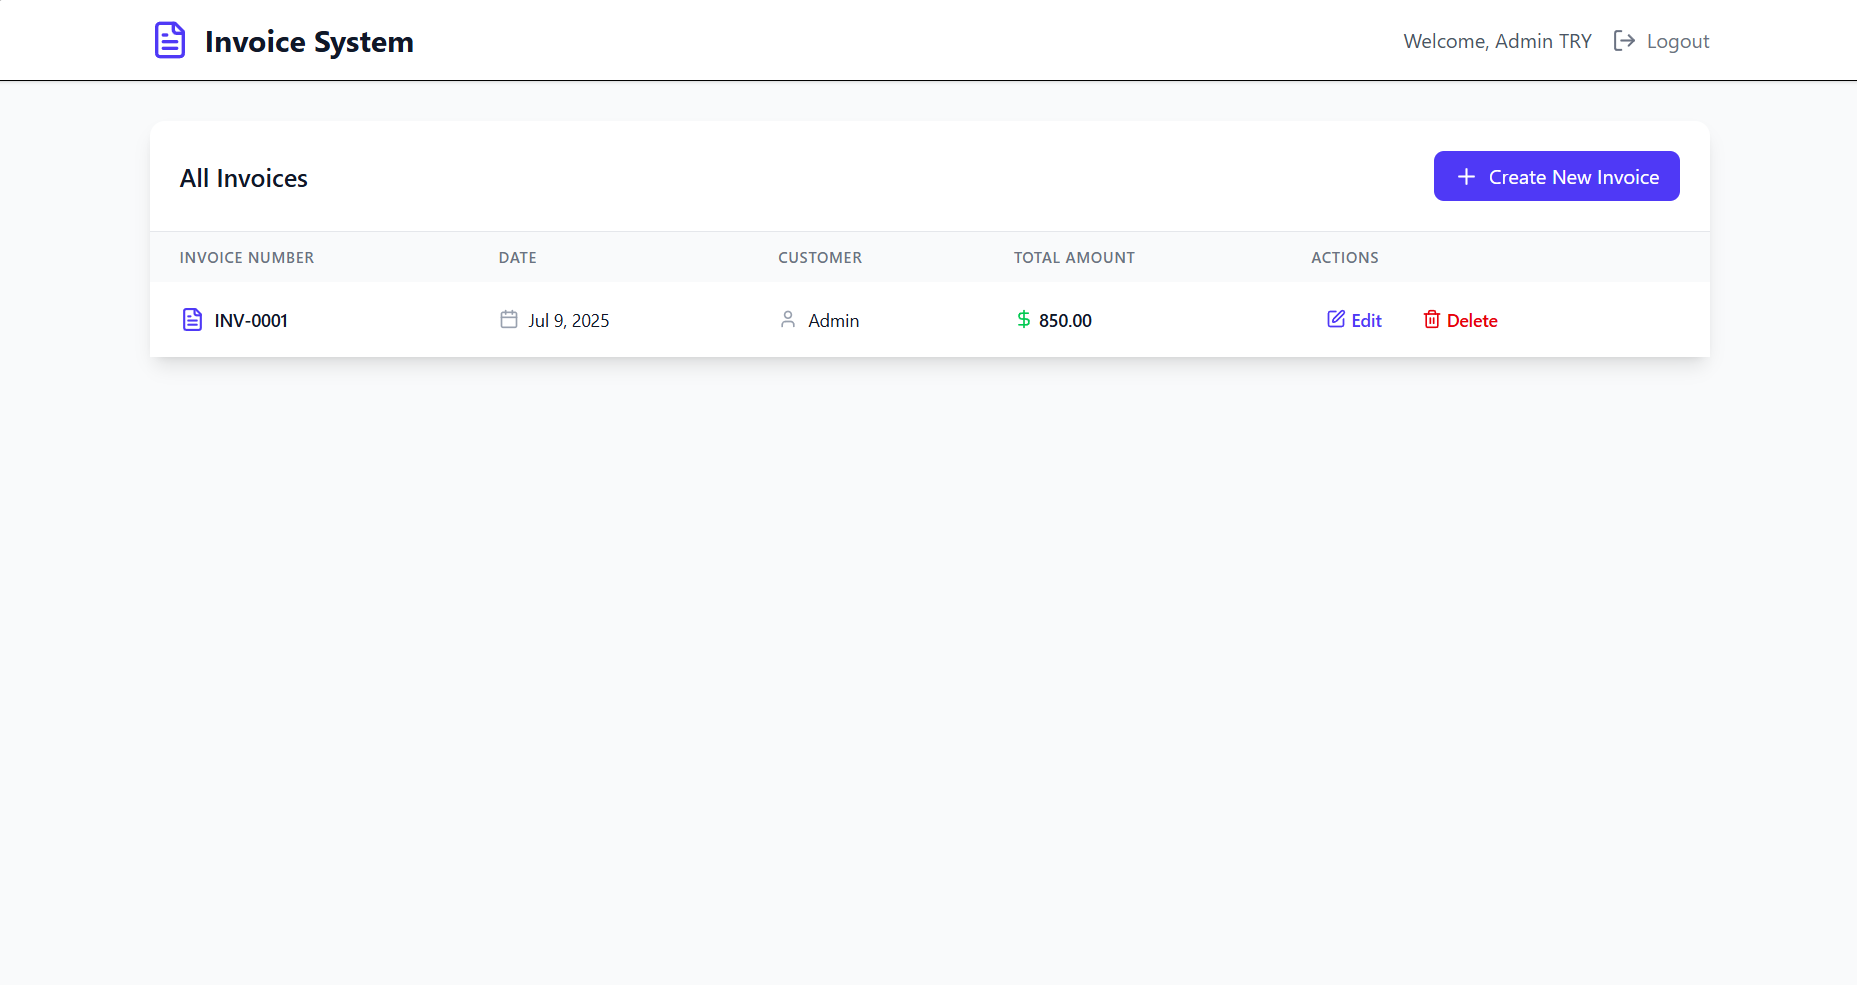 Invoice System
Welcome, Admin TRY Logout
All Invoices
+ Create New Invoice
INVOICE NUMBER DATE CUSTOMER TOTAL AMOUNT ACTIONS
INV-0001 Jul 9, 2025 Admin $ 850.00 Edit Delete